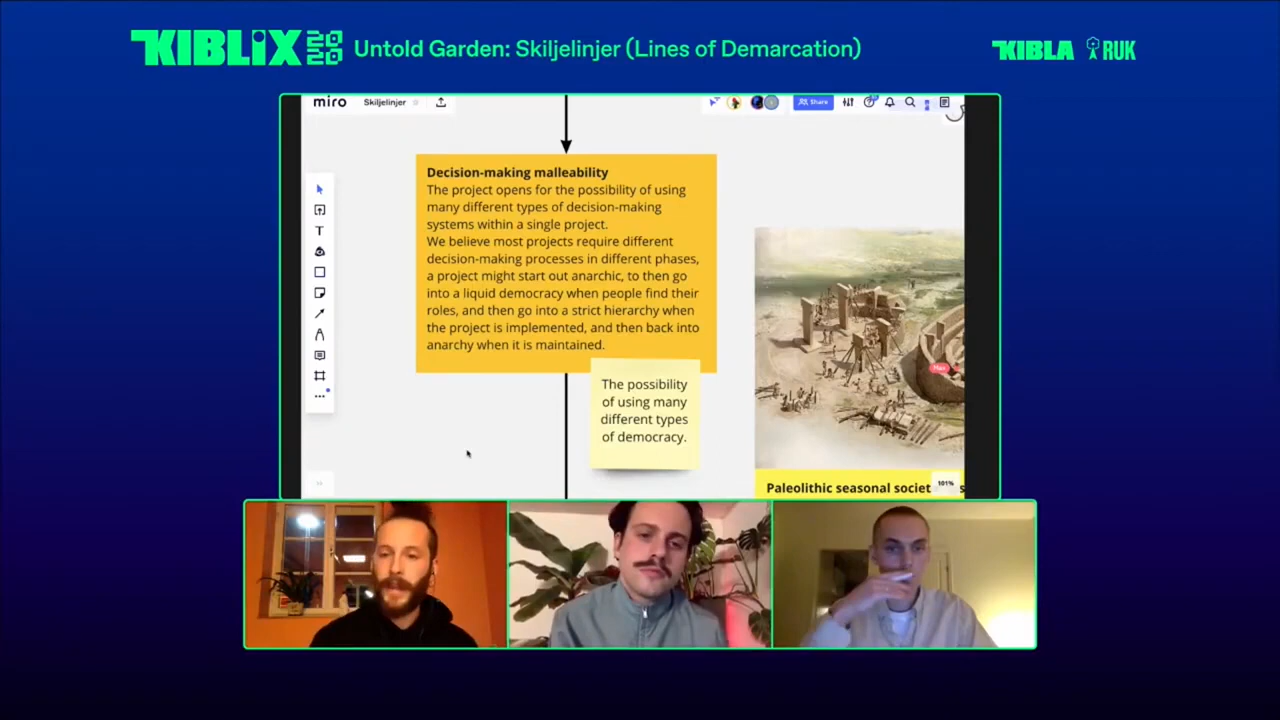 KIBLIX 2020
Untold Garden: Skiljelinjer (Lines of Demarcation)
KIBLA RUK
miro Skiljelinjer
Share
Decision-making malleability
The project opens for the possibility of using
many different types of decision-making
systems within a single project.
We believe most projects require different
decision-making processes in different phases,
a project might start out anarchic, to then go
into a liquid democracy when people find their
roles, and then go into a strict hierarchy when
the project is implemented, and then back into
anarchy when it is maintained.
The possibility
of using many
different types
of democracy.
Max
Paleolithic seasonal societ
101%